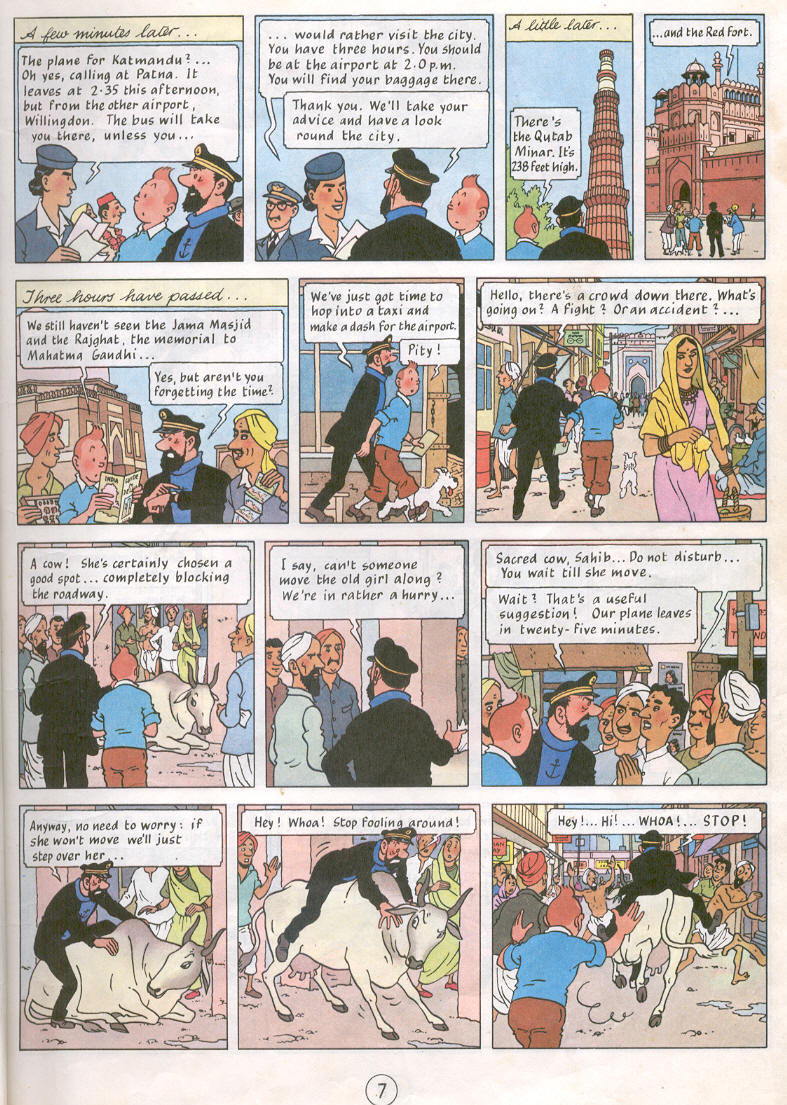 A few minutes later...
The plane for Katmandu?...
Oh yes, calling at Patna. It
leaves at 2.35 this afternoon,
but from the other airport,
Willingdon. The bus will take
you there, unless you...
... would rather visit the city.
You have three hours. You should
be at the airport at 2.0 p.m.
You will find your baggage there.
Thank you. We'll take your
advice and have a look
round the city.
A little later...
There's
the Qutab
Minar. It's
238 feet high.
...and the Red Fort.
Three hours have passed...
We still haven't seen the Jama Masjid
and the Rajghat, the memorial to
Mahatma Gandhi...
Yes, but aren't you
forgetting the time?
INDIA
GUIDE
We've just got time to
hop into a taxi and
make a dash for the airport.
Pity!
Hello, there's a crowd down there. What's
going on? A fight? Or an accident?...
A cow! She's certainly chosen a
good spot... completely blocking
the roadway.
I say, can't someone
move the old girl along?
We're in rather a hurry...
Sacred cow, Sahib... Do not disturb...
You wait till she move.
Wait? That's a useful
suggestion! Our plane leaves
in twenty-five minutes.
Anyway, no need to worry: if
she won't move we'll just
step over her...
Hey! Whoa! Stop fooling around!
Hey!... Hi!... WHOA!... STOP!
7